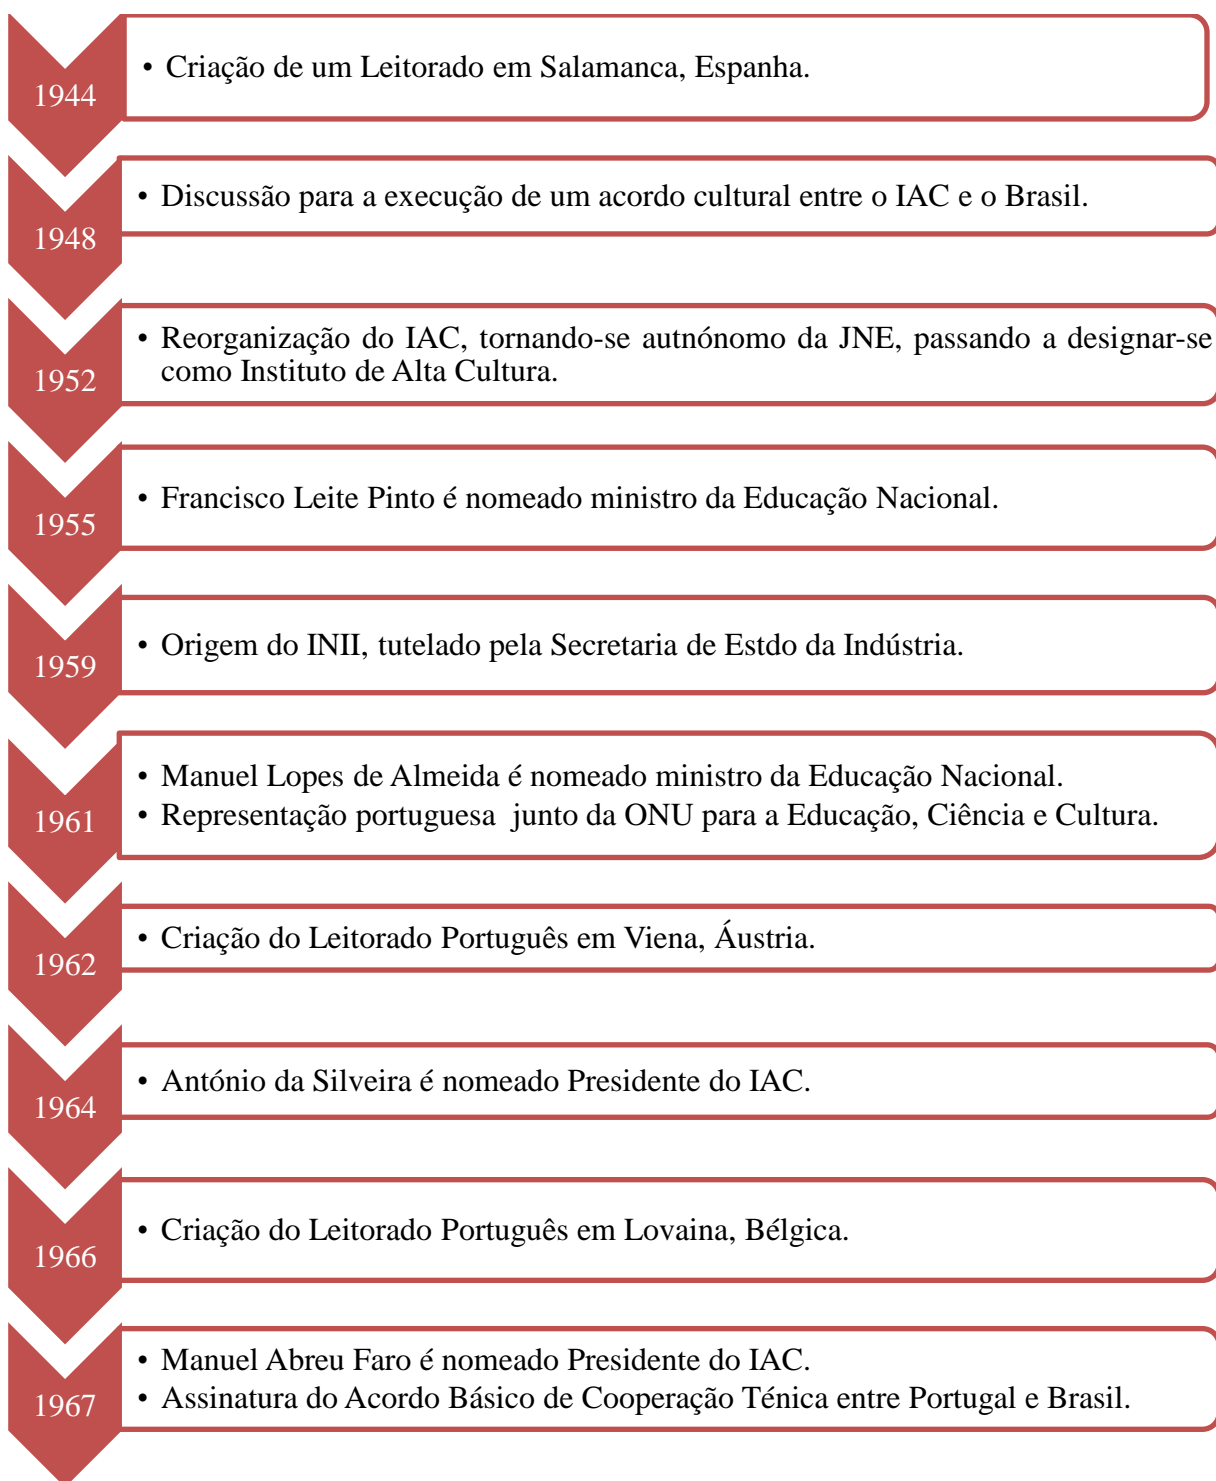 1944
• Criação de um Leitorado em Salamanca, Espanha.
1948
• Discussão para a execução de um acordo cultural entre o IAC e o Brasil.
1952
• Reorganização do IAC, tornando-se autnónomo da JNE, passando a designar-se
como Instituto de Alta Cultura.
1955
• Francisco Leite Pinto é nomeado ministro da Educação Nacional.
1959
• Origem do INII, tutelado pela Secretaria de Estdo da Indústria.
1961
• Manuel Lopes de Almeida é nomeado ministro da Educação Nacional.
• Representação portuguesa  junto da ONU para a Educação, Ciência e Cultura.
1962
• Criação do Leitorado Português em Viena, Áustria.
1964
• António da Silveira é nomeado Presidente do IAC.
1966
• Criação do Leitorado Português em Lovaina, Bélgica.
1967
• Manuel Abreu Faro é nomeado Presidente do IAC.
• Assinatura do Acordo Básico de Cooperação Ténica entre Portugal e Brasil.